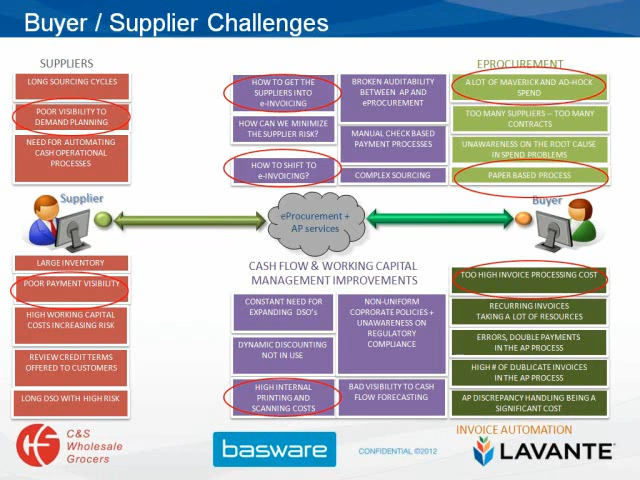 Buyer / Supplier Challenges
SUPPLIERS
LONG SOURCING CYCLES
POOR VISIBILITY TO
DEMAND PLANNING
NEED FOR AUTOMATING
CASH OPERATIONAL
PROCESSES
HOW TO GET THE
SUPPLIERS INTO
e-INVOICING
HOW CAN WE MINIMIZE
THE SUPPLIER RISK?
HOW TO SHIFT TO
e-INVOICING?
BROKEN AUDITABILITY
BETWEEN AP AND
ePROCUREMENT
MANUAL CHECK BASED
PAYMENT PROCESSES
COMPLEX SOURCING
EPROCUREMENT
A LOT OF MAVERICK AND AD-HOCK
SPEND
TOO MANY SUPPLIERS – TOO MANY
CONTRACTS
UNAWARENESS ON THE ROOT CAUSE
IN SPEND PROBLEMS
PAPER BASED PROCESS
Supplier
eProcurement +
AP services
Buyer
LARGE INVENTORY
POOR PAYMENT VISIBILITY
HIGH WORKING CAPITAL
COSTS INCREASING RISK
REVIEW CREDIT TERMS
OFFERED TO CUSTOMERS
LONG DSO WITH HIGH RISK
CASH FLOW & WORKING CAPITAL
MANAGEMENT IMPROVEMENTS
CONSTANT NEED FOR
EXPANDING DSO's
DYNAMIC DISCOUNTING
NOT IN USE
HIGH INTERNAL
PRINTING AND
SCANNING COSTS
NON-UNIFORM
COPRORATE POLICIES +
UNAWARENESS ON
REGULATORY
COMPLIANCE
BAD VISIBILITY TO CASH
FLOW FORECASTING
TOO HIGH INVOICE PROCESSING COST
RECURRING INVOICES
TAKING A LOT OF RESOURCES
ERRORS, DOUBLE PAYMENTS
IN THE AP PROCESS
HIGH # OF DUBLICATE INVOICES
IN THE AP PROCESS
AP DISCREPANCY HANDLING BEING A
SIGNIFICANT COST
INVOICE AUTOMATION
C&S
Wholesale
Grocers
basware
CONFIDENTIAL ©2012
LAVANTE